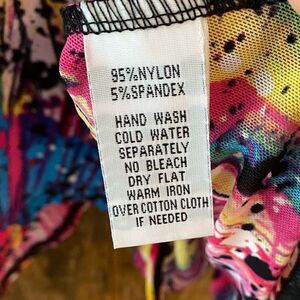 95%NYLON
5%SPANDEX
HAND WASH
COLD WATER
SEPARATELY
NO BLEACH
DRY FLAT
WARM IRON
OVER COTTON CLOTH
IF NEEDED